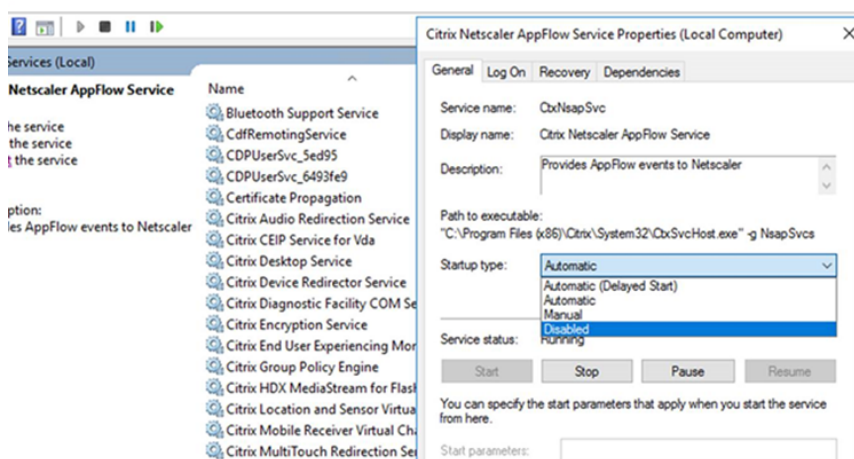 Services (Local)
Netscaler AppFlow Service
he service
the service
t the service
ption:
les AppFlow events to Netscaler
Name
Bluetooth Support Service
CdfRemotingService
CDPUserSvc_5ed95
CDPUserSvc_6493fe9
Certificate Propagation
Citrix Audio Redirection Service
Citrix CEIP Service for Vda
Citrix Desktop Service
Citrix Device Redirector Service
Citrix Diagnostic Facility COM Se
Citrix Encryption Service
Citrix End User Experiencing Mor
Citrix Group Policy Engine
Citrix HDX MediaStream for Flash
Citrix Location and Sensor Virtua
Citrix Mobile Receiver Virtual Cha
Citrix MultiTouch Redirection Ser
Citrix Netscaler AppFlow Service Properties (Local Computer)
General Log On Recovery Dependencies
Service name: CtxNsapSvc
Display name: Citrix Netscaler AppFlow Service
Description: Provides AppFlow events to Netscaler
Path to executable:
"C:\Program Files (x86)\Citrix\System32\CtxSvcHost.exe" -g NsapSvcs
Startup type: Automatic
Automatic (Delayed Start)
Automatic
Manual
Disabled
Service status: Running
Start Stop Pause Resume
You can specify the start parameters that apply when you start the service
from here.
Start parameters: